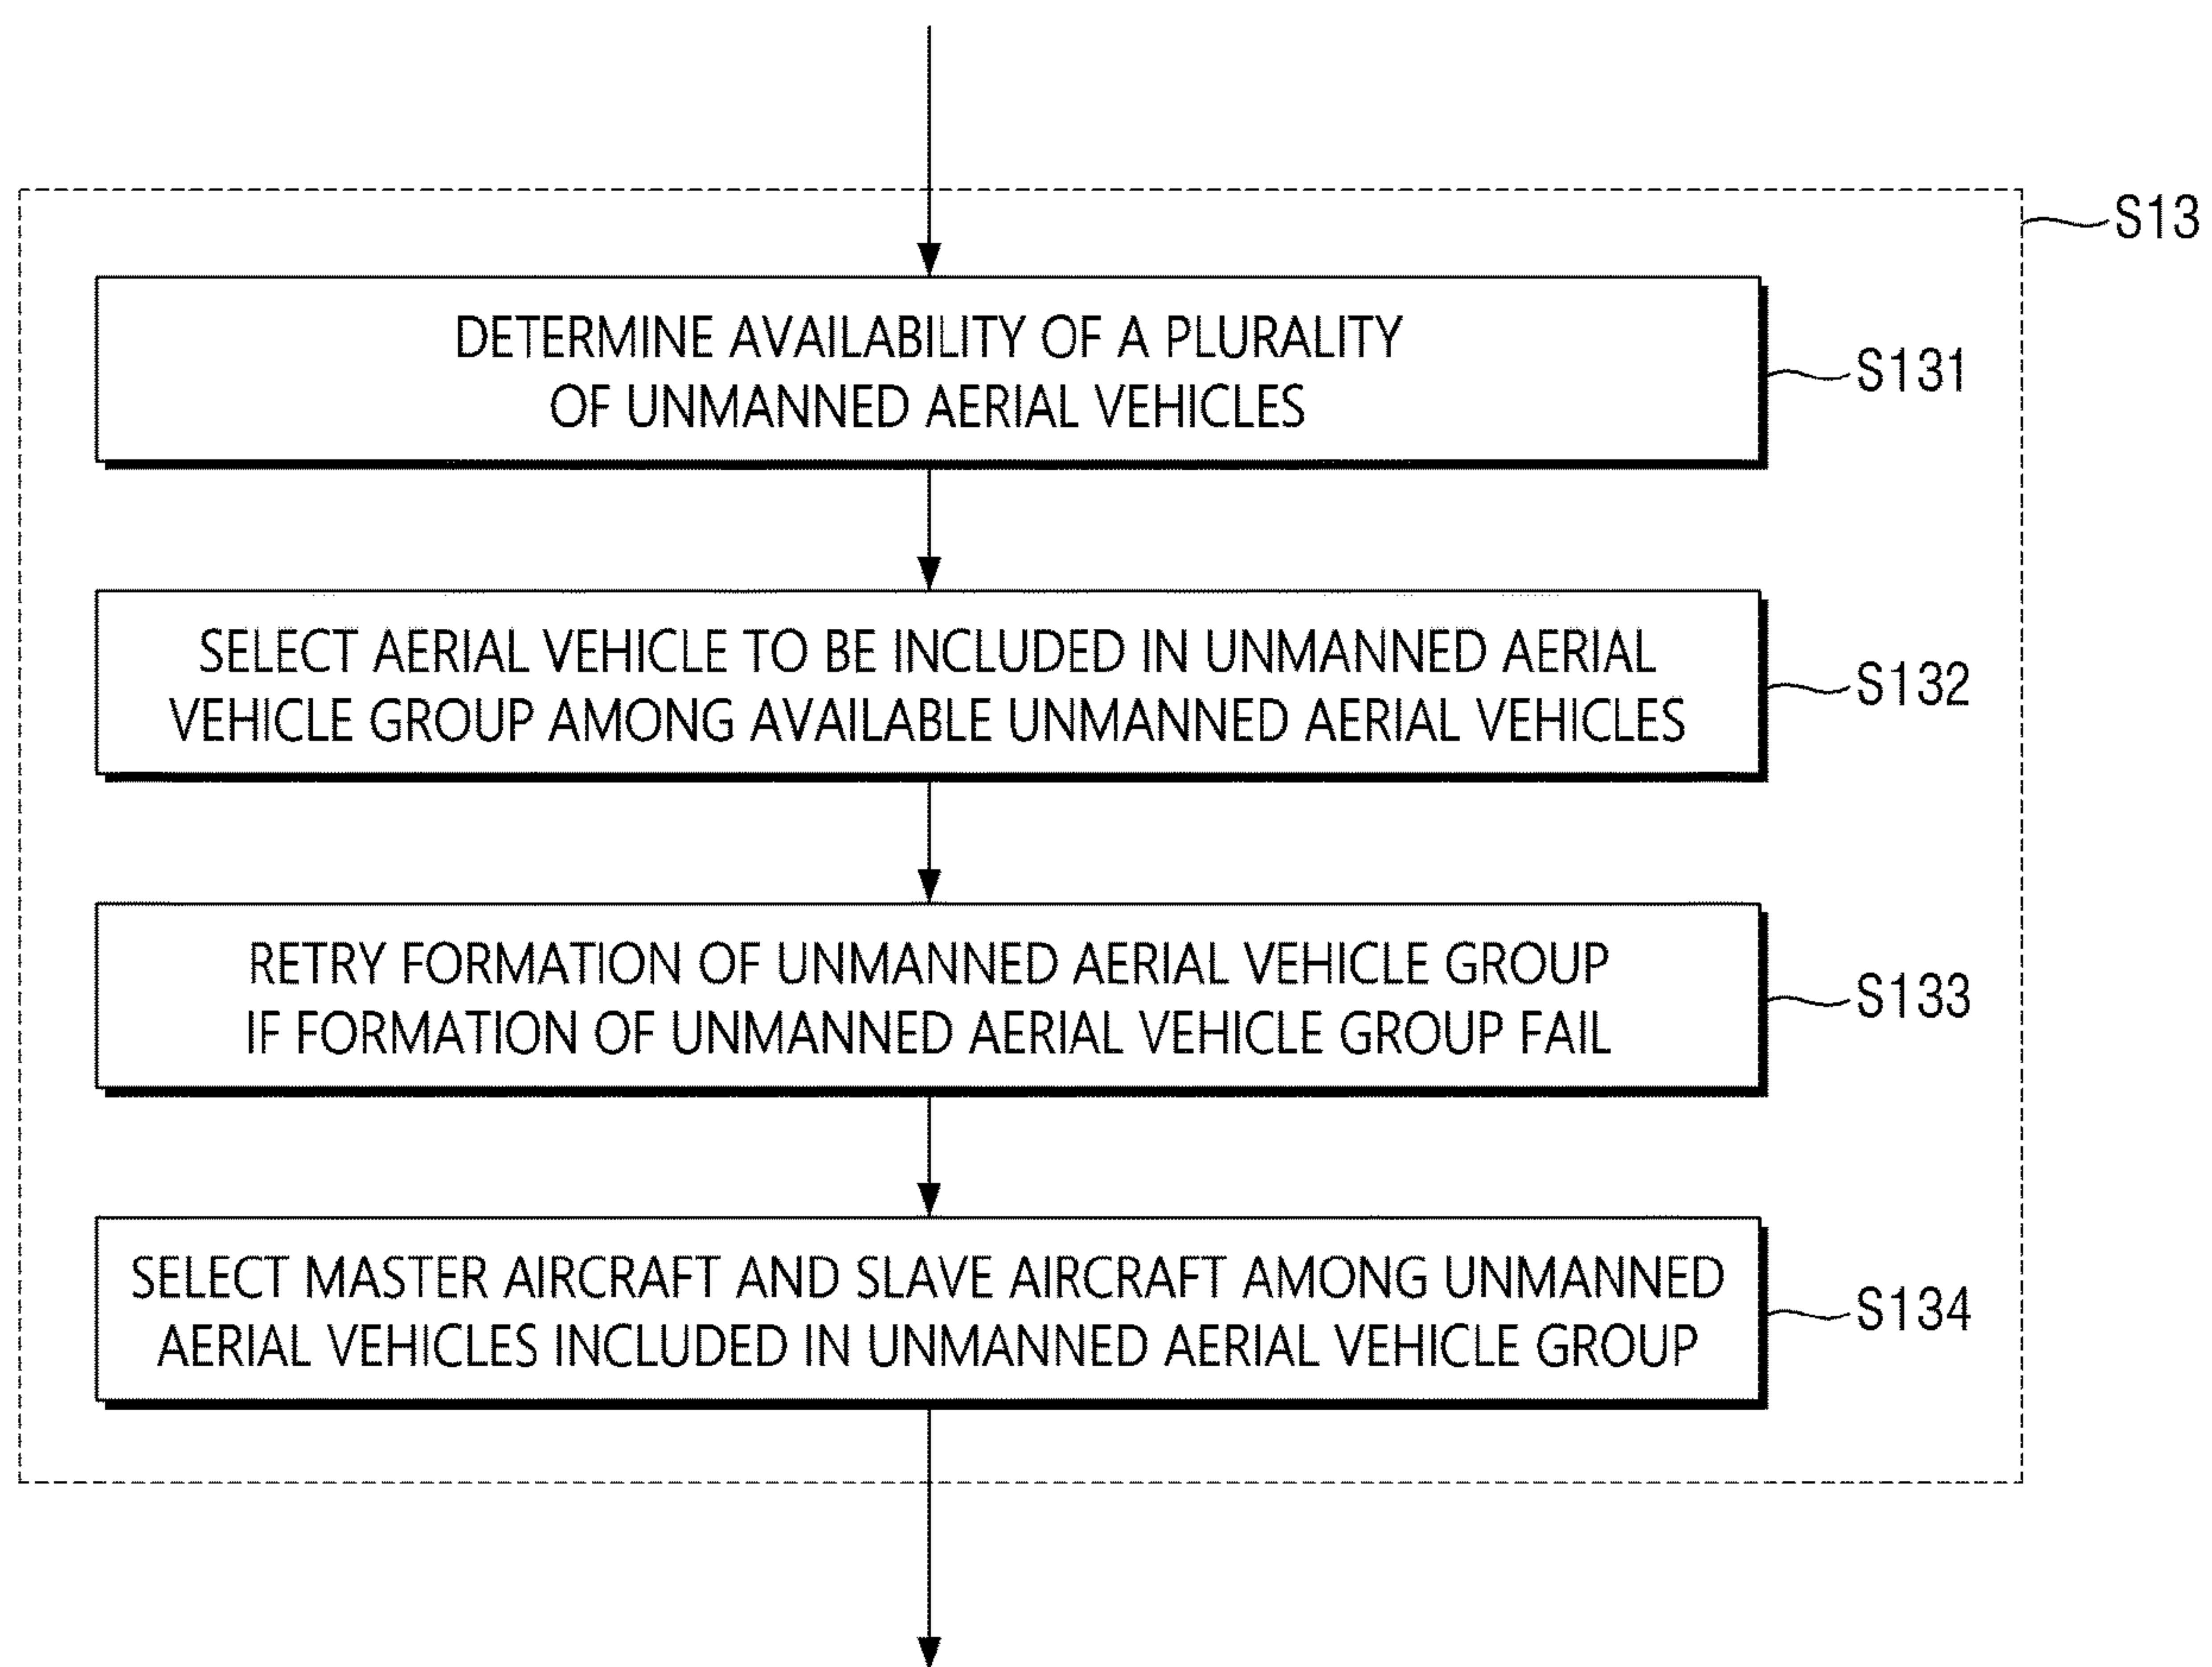 S13
DETERMINE AVAILABILITY OF A PLURALITY
OF UNMANNED AERIAL VEHICLES
S131
SELECT AERIAL VEHICLE TO BE INCLUDED IN UNMANNED AERIAL
VEHICLE GROUP AMONG AVAILABLE UNMANNED AERIAL VEHICLES
S132
RETRY FORMATION OF UNMANNED AERIAL VEHICLE GROUP
IF FORMATION OF UNMANNED AERIAL VEHICLE GROUP FAIL
S133
SELECT MASTER AIRCRAFT AND SLAVE AIRCRAFT AMONG UNMANNED
AERIAL VEHICLES INCLUDED IN UNMANNED AERIAL VEHICLE GROUP
S134